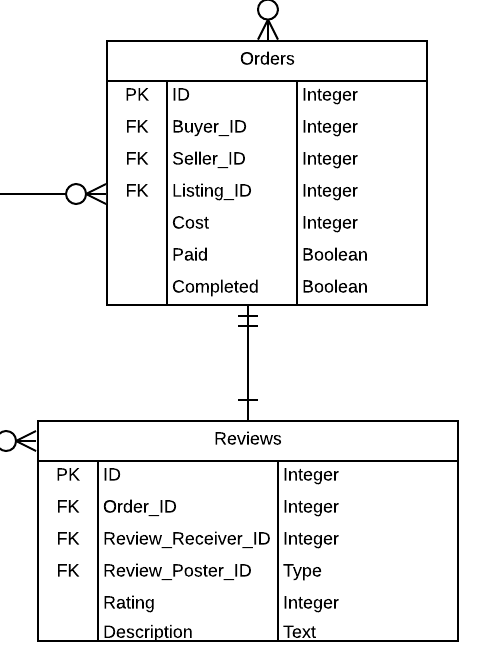 Orders
PK ID Integer
FK Buyer_ID Integer
FK Seller_ID Integer
FK Listing_ID Integer
Cost Integer
Paid Boolean
Completed Boolean
Reviews
PK ID Integer
FK Order_ID Integer
FK Review_Receiver_ID Integer
FK Review_Poster_ID Type
Rating Integer
Description Text